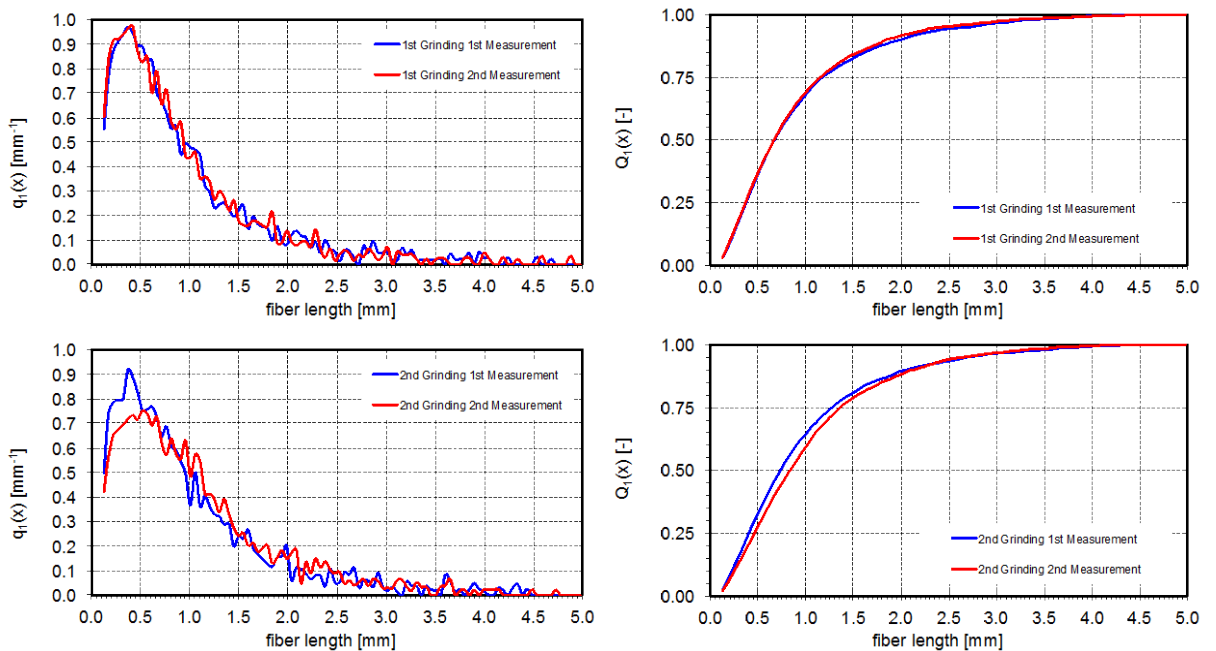 q₁(x) [mm⁻¹]
1.0
0.9
0.8
0.7
0.6
0.5
0.4
0.3
0.2
0.1
0.0
1st Grinding 1st Measurement
1st Grinding 2nd Measurement
0.0 0.5 1.0 1.5 2.0 2.5 3.0 3.5 4.0 4.5 5.0
fiber length [mm]
Q₁(x) [-]
1.00
0.75
0.50
0.25
0.00
1st Grinding 1st Measurement
1st Grinding 2nd Measurement
0.0 0.5 1.0 1.5 2.0 2.5 3.0 3.5 4.0 4.5 5.0
fiber length [mm]
q₁(x) [mm⁻¹]
1.0
0.9
0.8
0.7
0.6
0.5
0.4
0.3
0.2
0.1
0.0
2nd Grinding 1st Measurement
2nd Grinding 2nd Measurement
0.0 0.5 1.0 1.5 2.0 2.5 3.0 3.5 4.0 4.5 5.0
fiber length [mm]
Q₁(x) [-]
1.00
0.75
0.50
0.25
0.00
2nd Grinding 1st Measurement
2nd Grinding 2nd Measurement
0.0 0.5 1.0 1.5 2.0 2.5 3.0 3.5 4.0 4.5 5.0
fiber length [mm]